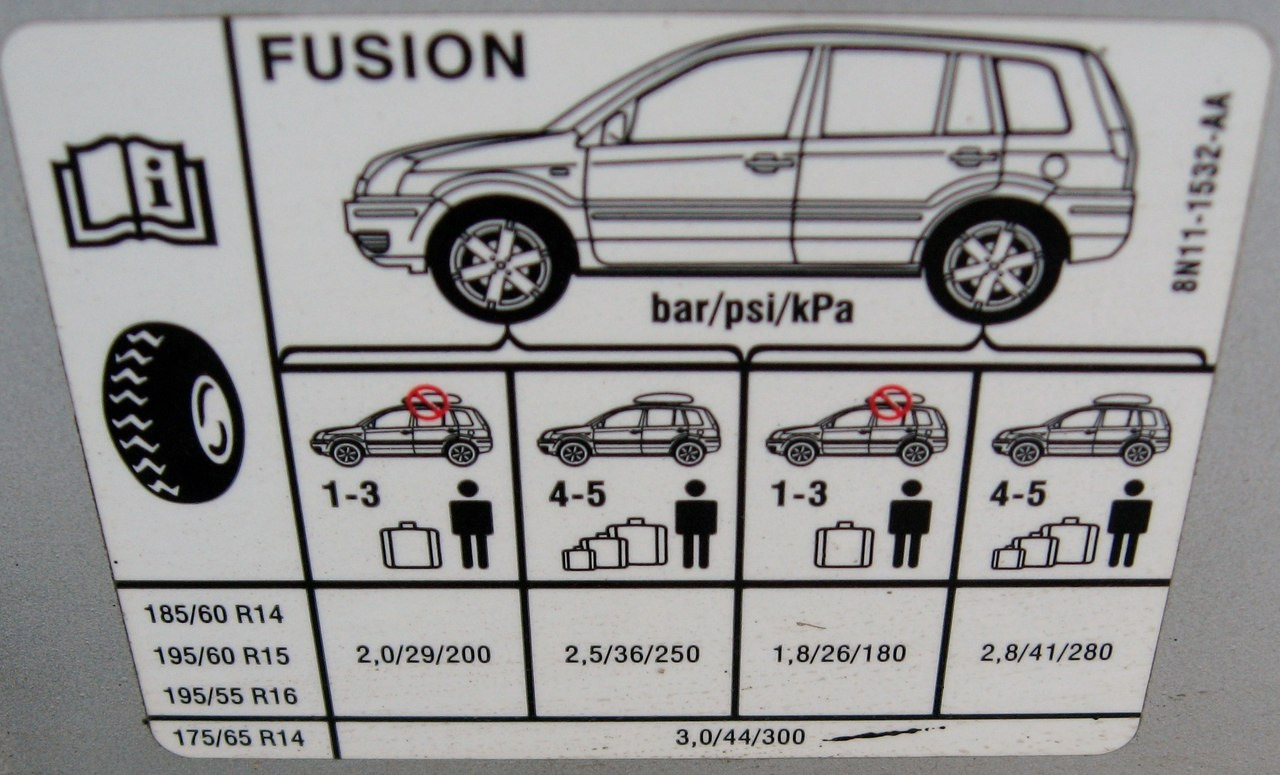 FUSION
8N11-1532-AA
i
bar/psi/kPa
1-3 4-5 1-3 4-5
185/60 R14
195/60 R15 2,0/29/200 2,5/36/250 1,8/26/180 2,8/41/280
195/55 R16
175/65 R14 3,0/44/300